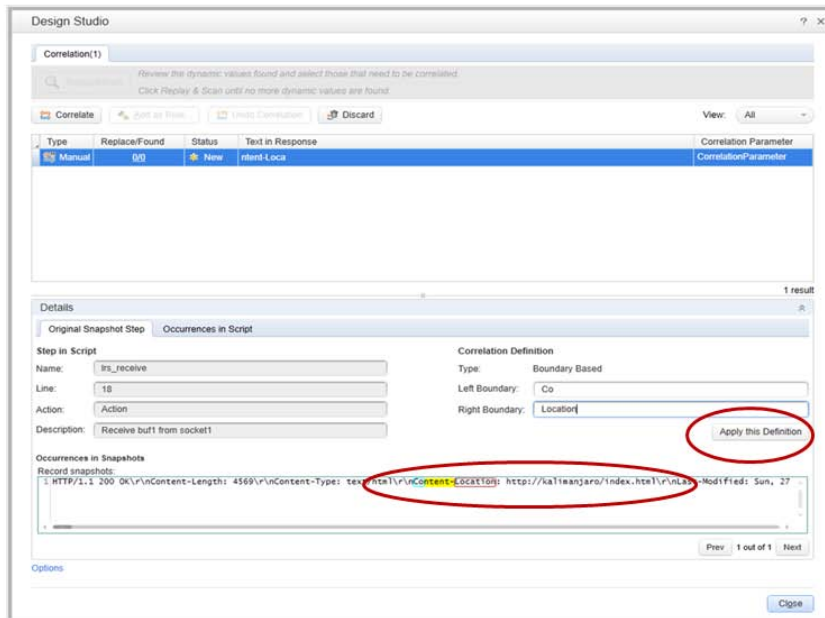 Design Studio ? ×
Correlation(1)
Review the dynamic values found and select those that need to be correlated.
Click Replay & Scan until no more dynamic values are found.
Correlate Add as Rule Undo Correlation Discard View: All
Type Replace/Found Status Text in Response Correlation Parameter
Manual 0/0 New ntent-Loca CorrelationParameter
1 result
Details
Original Snapshot Step Occurrences in Script
Step in Script Correlation Definition
Name: lrs_receive Type: Boundary Based
Line: 18 Left Boundary: Co
Action: Action Right Boundary: Location
Description: Receive buf1 from socket1 Apply this Definition
Occurrences in Snapshots
Record snapshots:
1 HTTP/1.1 200 OK\r\nContent-Length: 4569\r\nContent-Type: text/html\r\nContent-Location: http://kalimanjaro/index.html\r\nLast-Modified: Sun, 27
Prev 1 out of 1 Next
Options
Close